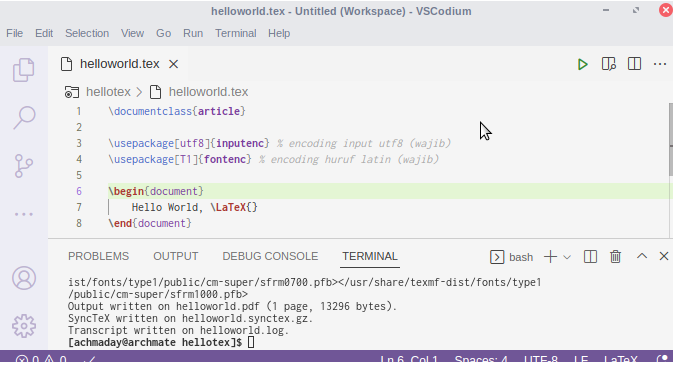 helloworld.tex - Untitled (Workspace) - VSCodium
File Edit Selection View Go Run Terminal Help
helloworld.tex
hellotex > helloworld.tex
1 \documentclass{article}
2
3 \usepackage[utf8]{inputenc} % encoding input utf8 (wajib)
4 \usepackage[T1]{fontenc} % encoding huruf latin (wajib)
5
6 \begin{document}
7 Hello World, \LaTeX{}
8 \end{document}
PROBLEMS OUTPUT DEBUG CONSOLE TERMINAL bash
ist/fonts/type1/public/cm-super/sfrm0700.pfb></usr/share/texmf-dist/fonts/type1
/public/cm-super/sfrm1000.pfb>
Output written on helloworld.pdf (1 page, 13296 bytes).
SyncTeX written on helloworld.synctex.gz.
Transcript written on helloworld.log.
[achmaday@archmate hellotex]$
0 0 Ln 6, Col 1 Spaces: 4 UTF-8 LF LaTeX